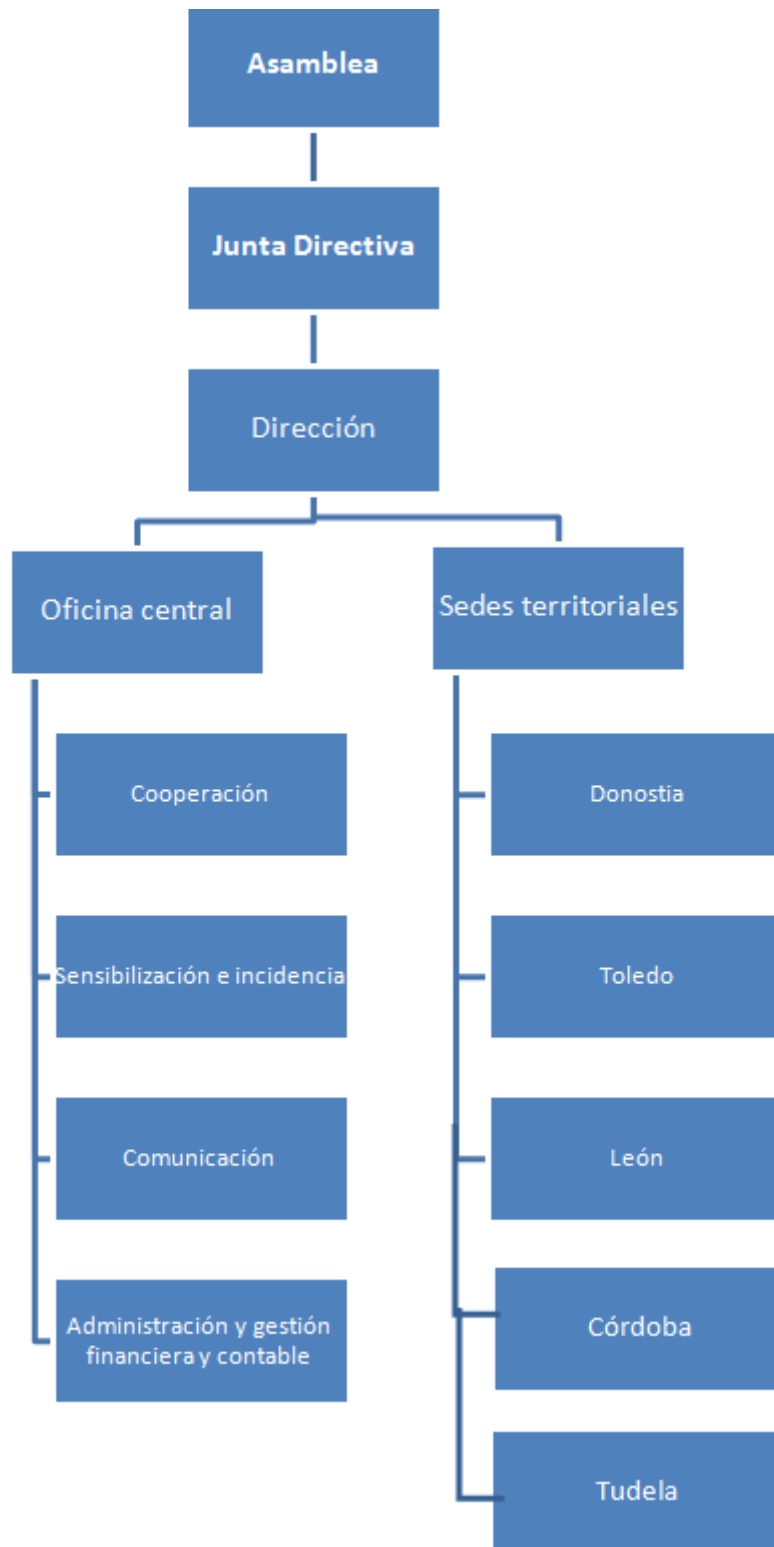 Asamblea
Junta Directiva
Dirección
Oficina central
Cooperación
Sensibilización e incidencia
Comunicación
Administración y gestión
financiera y contable
Sedes territoriales
Donostia
Toledo
León
Córdoba
Tudela